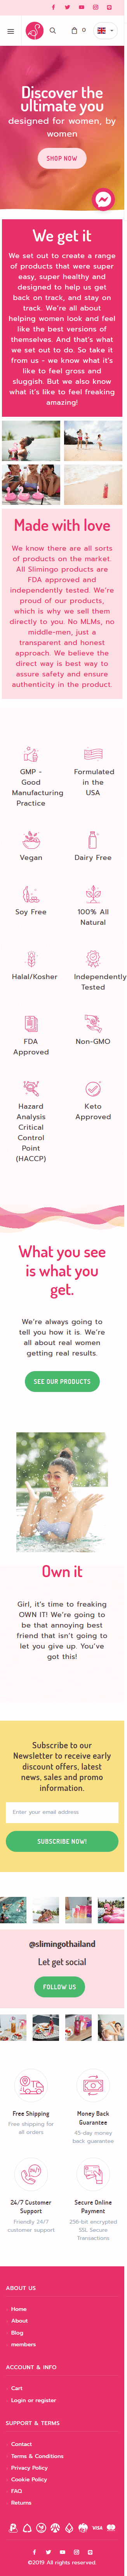 0
Discover the
ultimate you
designed for women, by
women
SHOP NOW
We get it
We set out to create a range
of products that were super
easy, super healthy and
designed to help us get
back on track, and stay on
track. We're all about
helping women look and feel
like the best versions of
themselves. And that's what
we set out to do. So take it
from us - we know what it's
like to feel gross and
sluggish. But we also know
what it's like to feel freaking
amazing!
Made with love
We know there are all sorts
of products on the market.
All Slimingo products are
FDA approved and
independently tested. We're
proud of our products,
which is why we sell them
directly to you. No MLMs, no
middle-men, just a
transparent and honest
approach. We believe the
direct way is best way to
assure safety and ensure
authenticity in the product.
GMP -
Good
Manufacturing
Practice
Formulated
in the
USA
Vegan
Dairy Free
Soy Free
100% All
Natural
Halal/Kosher
Independently
Tested
FDA
Approved
Non-GMO
Hazard
Analysis
Critical
Control
Point
(HACCP)
Keto
Approved
What you see
is what you
get.
We're always going to
tell you how it is. We're
all about real women
getting real results.
SEE OUR PRODUCTS
Own it
Girl, it's time to freaking
OWN IT! We're going to
be that annoying best
friend that isn't going to
let you give up. You've
got this!
Subscribe to our
Newsletter to receive early
discount offers, latest
news, sales and promo
information.
Enter your email address
SUBSCRIBE NOW!
@slimingothailand
Let get social
FOLLOW US
Free Shipping
Free shipping for
all orders
Money Back
Guarantee
45-day money
back guarantee
24/7 Customer
Support
Friendly 24/7
customer support
Secure Online
Payment
256-bit encrypted
SSL Secure
Transactions
ABOUT US
Home
About
Blog
members
ACCOUNT & INFO
Cart
Login or register
SUPPORT & TERMS
Contact
Terms & Conditions
Privacy Policy
Cookie Policy
FAQ
Returns
VISA
©2019 All rights reserved